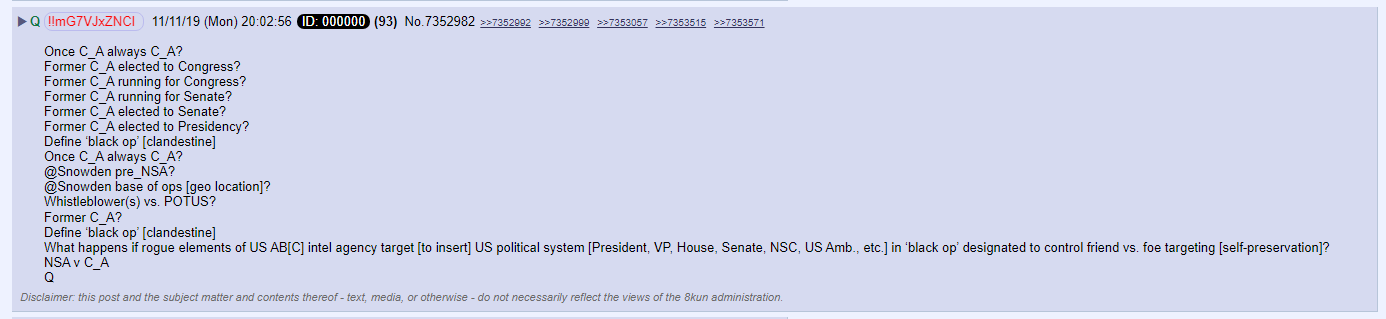 ▶ Q !!mG7VJxZNCI 11/11/19 (Mon) 20:02:56 ID: 000000 (93) No.7352982 >>7352992 >>7352999 >>7353057 >>7353515 >>7353571
Once C_A always C_A?
Former C_A elected to Congress?
Former C_A running for Congress?
Former C_A running for Senate?
Former C_A elected to Senate?
Former C_A elected to Presidency?
Define ‘black op’ [clandestine]
Once C_A always C_A?
@Snowden pre_NSA?
@Snowden base of ops [geo location]?
Whistleblower(s) vs. POTUS?
Former C_A?
Define ‘black op’ [clandestine]
What happens if rogue elements of US AB[C] intel agency target [to insert] US political system [President, VP, House, Senate, NSC, US Amb., etc.] in ‘black op’ designated to control friend vs. foe targeting [self-preservation]?
NSA v C_A
Q
Disclaimer: this post and the subject matter and contents thereof - text, media, or otherwise - do not necessarily reflect the views of the 8kun administration.